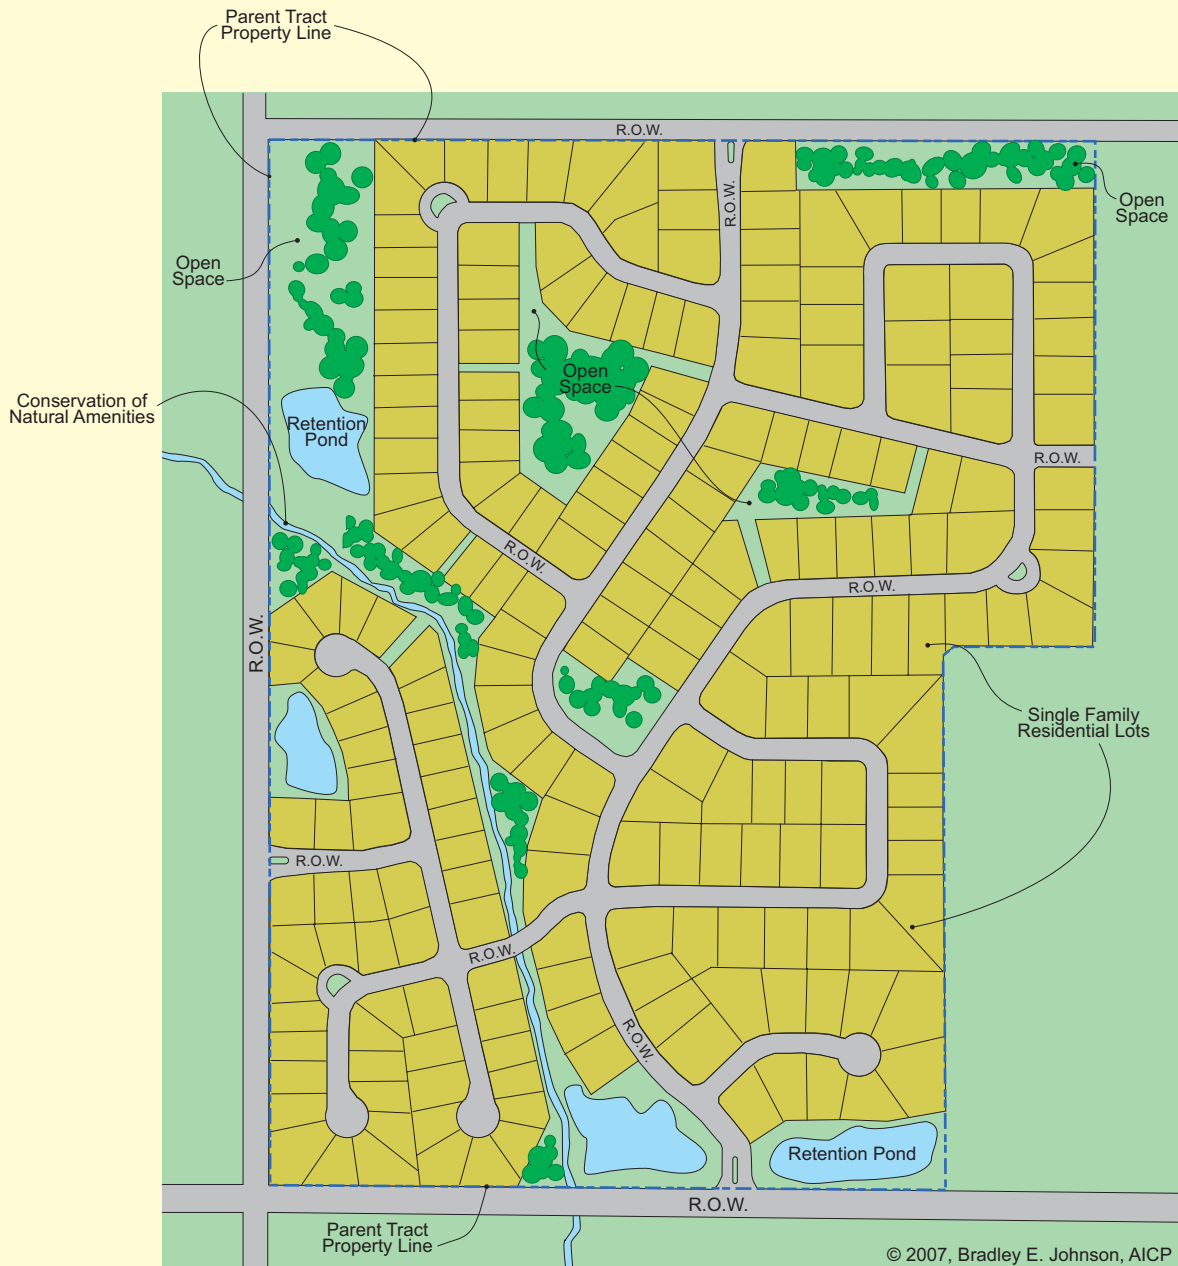 Parent Tract
Property Line
R.O.W.
R.O.W.
Open
Space
Open
Space
Open
Space
Conservation of
Natural Amenities
Retention
Pond
R.O.W.
R.O.W.
R.O.W.
R.O.W.
Single Family
Residential Lots
R.O.W.
R.O.W.
R.O.W.
Retention Pond
R.O.W.
Parent Tract
Property Line
© 2007, Bradley E. Johnson, AICP